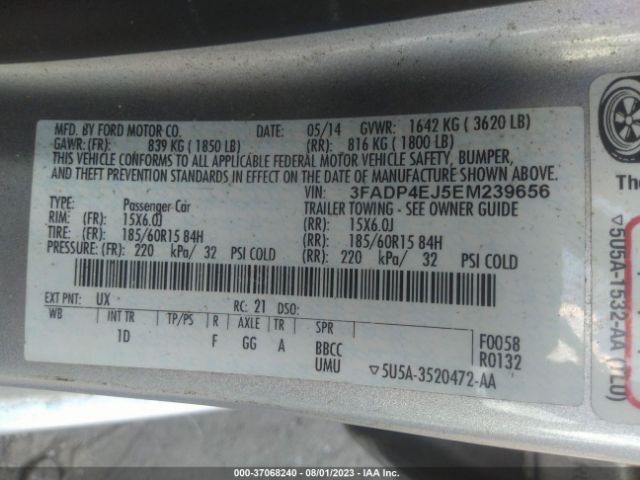 MFD. BY FORD MOTOR CO. DATE: 05/14 GVWR: 1642 KG ( 3620 LB)
GAWR:(FR): 839 KG ( 1850 LB) (RR): 816 KG ( 1800 LB)
THIS VEHICLE CONFORMS TO ALL APPLICABLE FEDERAL MOTOR VEHICLE SAFETY, BUMPER,
AND THEFT PREVENTION STANDARDS IN EFFECT ON THE DATE OF MANUFACTURE SHOWN ABOVE.
VIN: 3FADP4EJ5EM239656
TYPE: Passenger Car TRAILER TOWING - SEE OWNER GUIDE
RIM: (FR): 15X6.0J (RR): 15X6.0J
TIRE: (FR): 185/60R15 84H (RR): 185/60R15 84H
PRESSURE: (FR): 220 kPa/ 32 PSI COLD (RR): 220 kPa/ 32 PSI COLD
EXT PNT: UX RC: 21 DSO:
WB INT TR TP/PS R AXLE TR SPR
1D F GG A BBCC F0058
UMU R0132
▽5U5A-3520472-AA
The
▽5U5A-1532-AA (7LU)
000-37068240 - 08/01/2023 - IAA Inc.